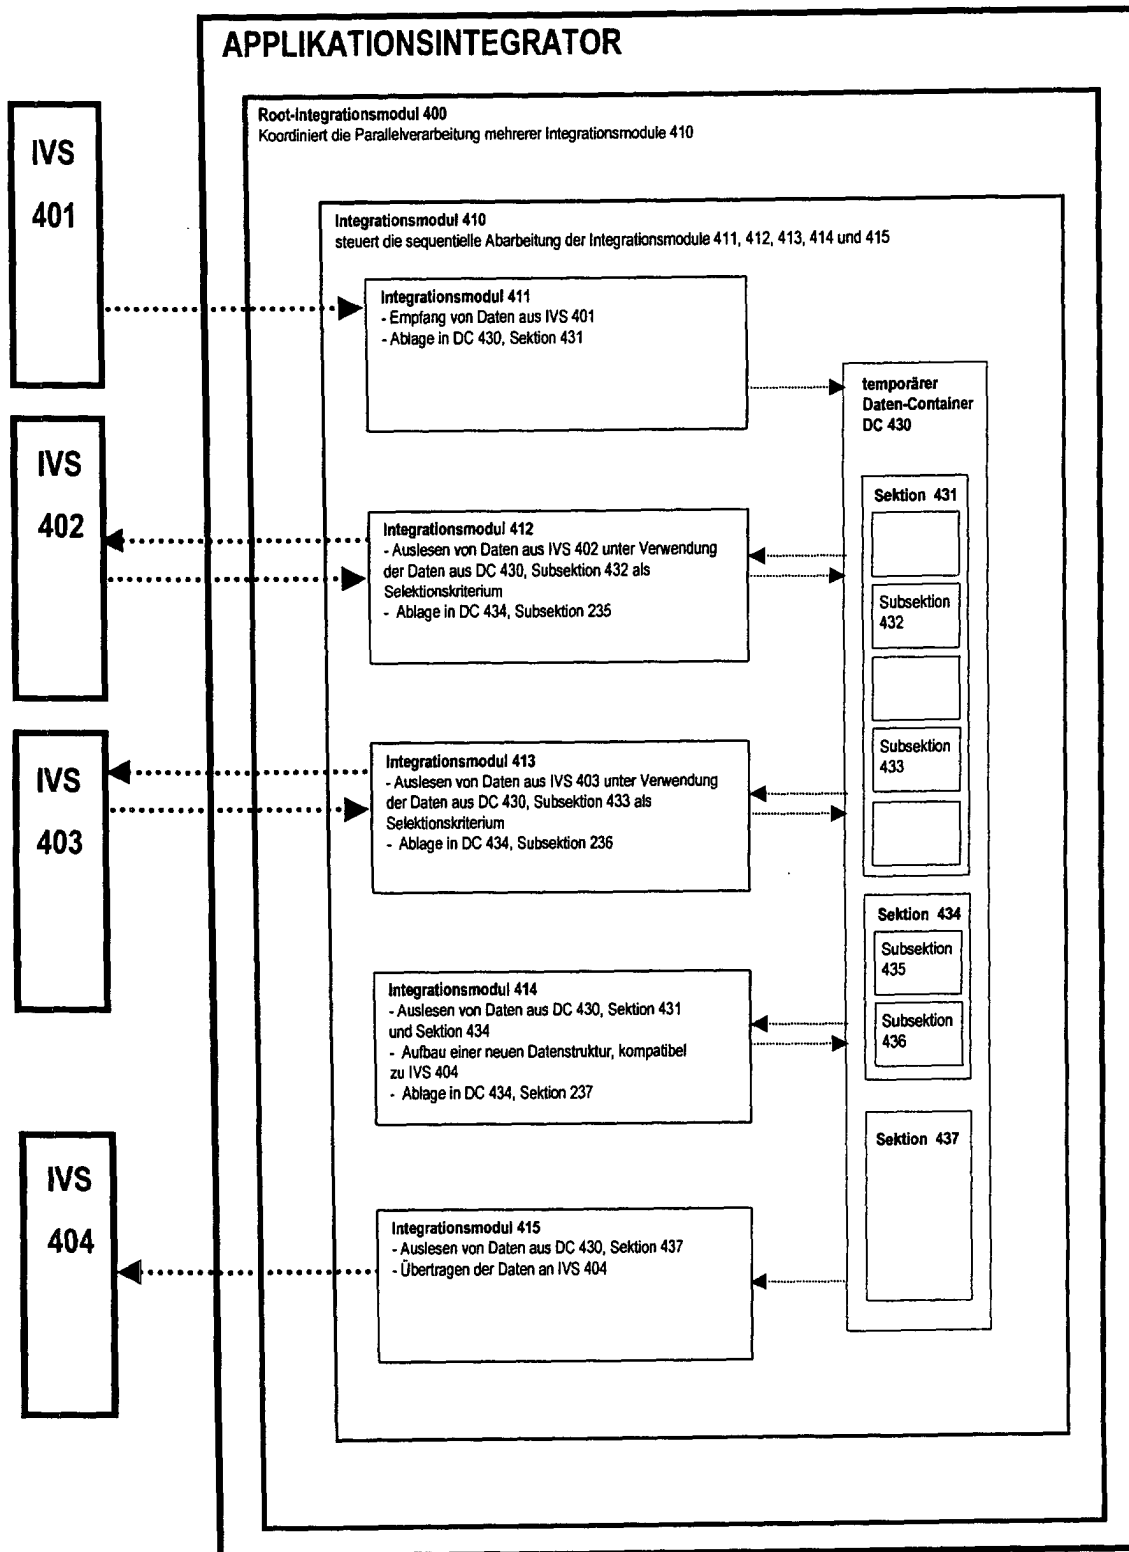 APPLIKATIONSINTEGRATOR
Root-Integrationsmodul 400
Koordiniert die Parallelverarbeitung mehrerer Integrationsmodule 410
IVS
401
Integrationsmodul 410
steuert die sequentielle Abarbeitung der Integrationsmodule 411, 412, 413, 414 und 415
Integrationsmodul 411
- Empfang von Daten aus IVS 401
- Ablage in DC 430, Sektion 431
temporärer
Daten-Container
DC 430
IVS
402
Integrationsmodul 412
- Auslesen von Daten aus IVS 402 unter Verwendung
der Daten aus DC 430, Subsektion 432 als
Selektionskriterium
- Ablage in DC 434, Subsektion 235
Sektion 431
Subsektion
432
Subsektion
433
IVS
403
Integrationsmodul 413
- Auslesen von Daten aus IVS 403 unter Verwendung
der Daten aus DC 430, Subsektion 433 als
Selektionskriterium
- Ablage in DC 434, Subsektion 236
Sektion 434
Subsektion
435
Subsektion
436
Integrationsmodul 414
- Auslesen von Daten aus DC 430, Sektion 431
und Sektion 434
- Aufbau einer neuen Datenstruktur, kompatibel
zu IVS 404
- Ablage in DC 434, Sektion 237
Sektion 437
IVS
404
Integrationsmodul 415
- Auslesen von Daten aus DC 430, Sektion 437
- Übertragen der Daten an IVS 404